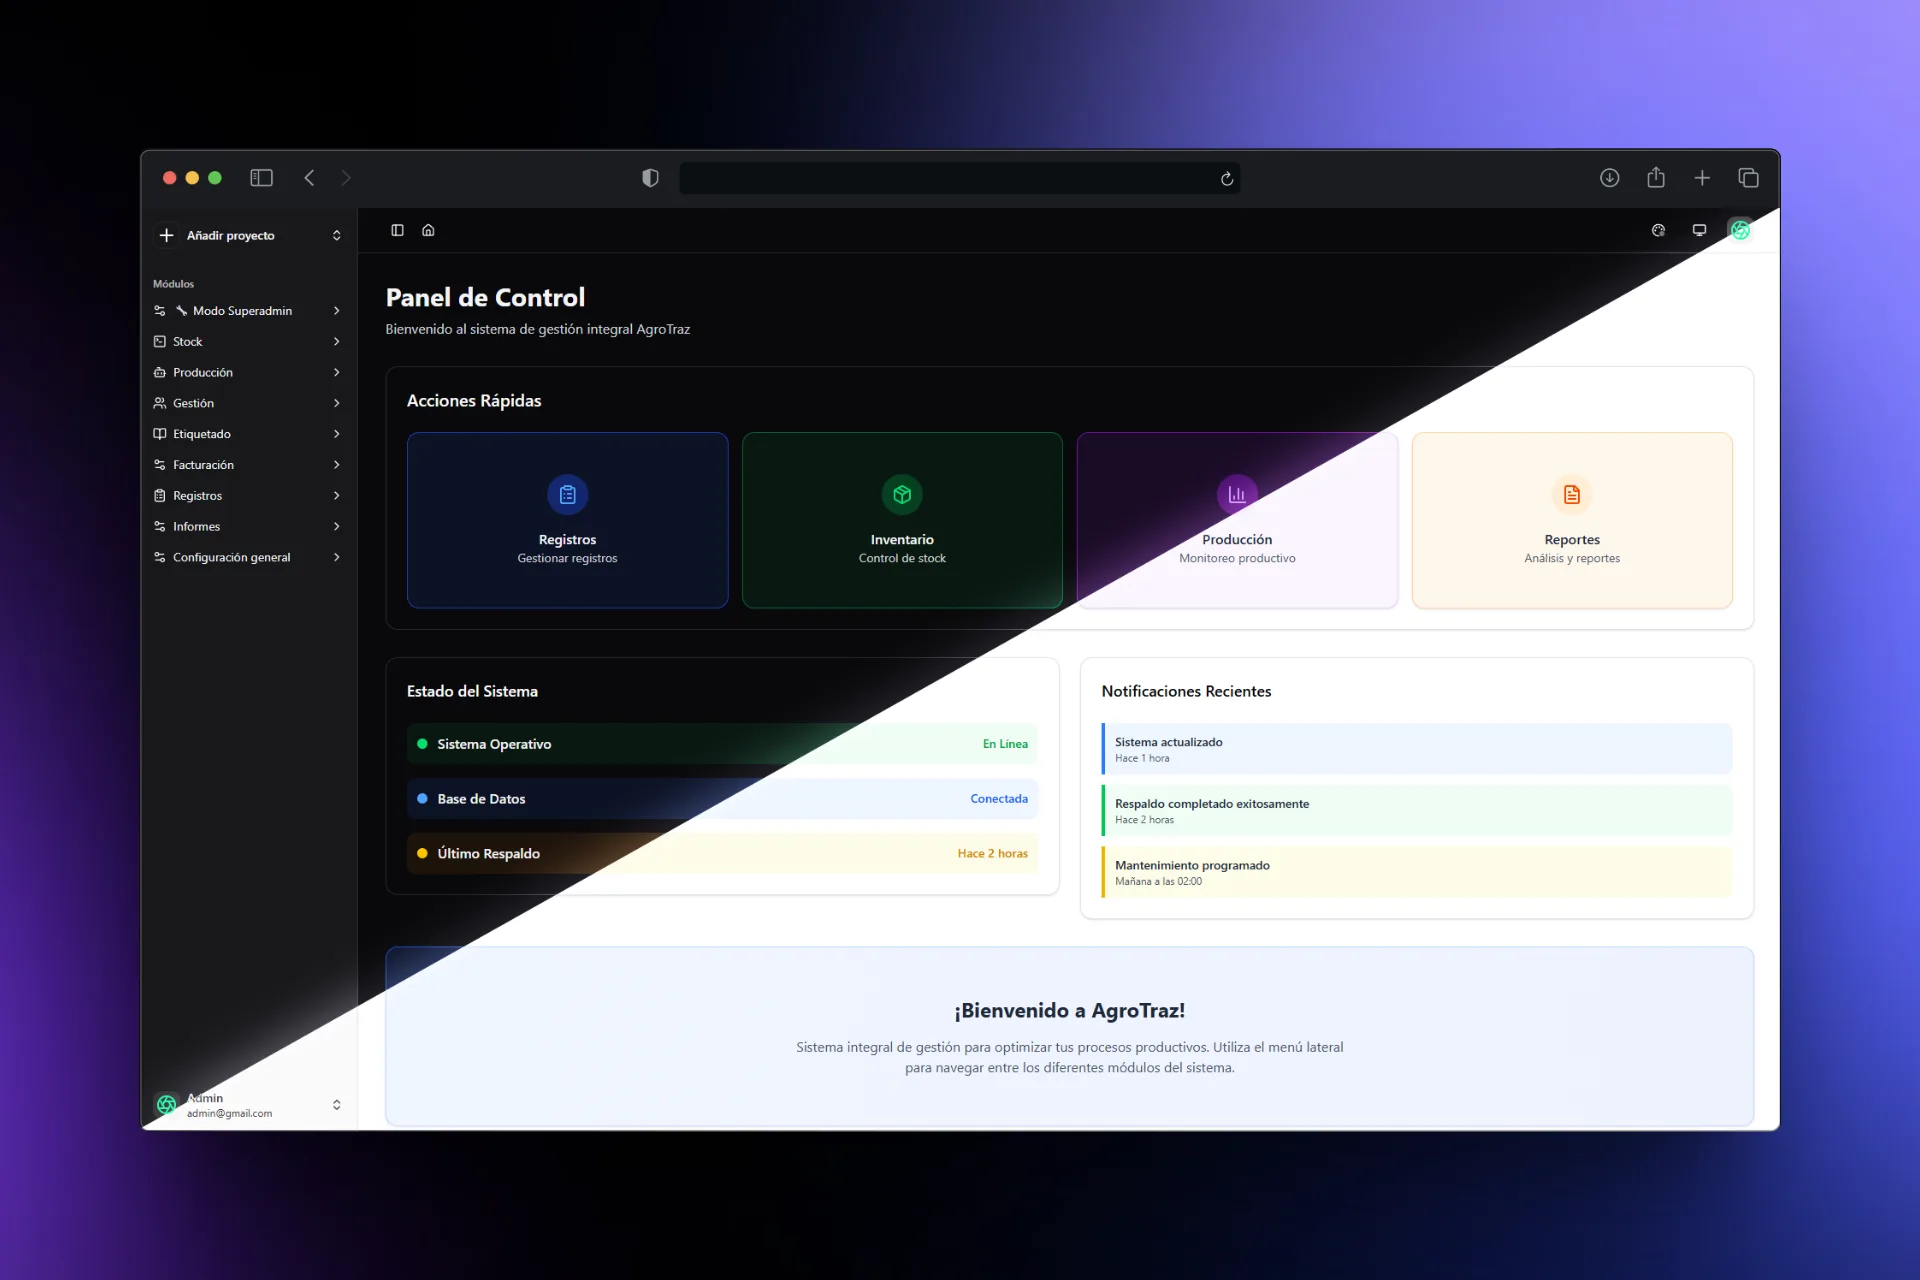 Añadir proyecto
Módulos
Modo Superadmin
Stock
Producción
Gestión
Etiquetado
Facturación
Registros
Informes
Configuración general
Admin
admin@gmail.com
Panel de Control
Bienvenido al sistema de gestión integral AgroTraz
Acciones Rápidas
Registros
Gestionar registros
Inventario
Control de stock
Producción
Monitoreo productivo
Reportes
Análisis y reportes
Estado del Sistema
Sistema Operativo
En Línea
Base de Datos
Conectada
Último Respaldo
Hace 2 horas
Notificaciones Recientes
Sistema actualizado
Hace 1 hora
Respaldo completado exitosamente
Hace 2 horas
Mantenimiento programado
Mañana a las 02:00
¡Bienvenido a AgroTraz!
Sistema integral de gestión para optimizar tus procesos productivos. Utiliza el menú lateral
para navegar entre los diferentes módulos del sistema.